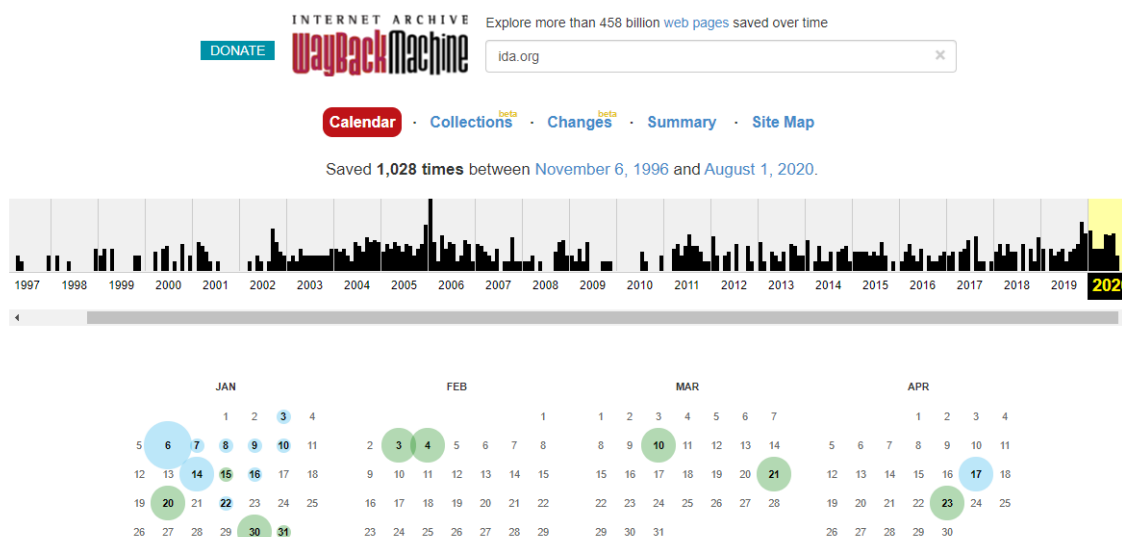 INTERNET ARCHIVE
WayBackMachine
DONATE
Explore more than 458 billion web pages saved over time
ida.org ×
Calendar · Collections beta · Changes beta · Summary · Site Map
Saved 1,028 times between November 6, 1996 and August 1, 2020.
1997 1998 1999 2000 2001 2002 2003 2004 2005 2006 2007 2008 2009 2010 2011 2012 2013 2014 2015 2016 2017 2018 2019 2020
JAN
1 2 3 4
5 6 7 8 9 10 11
12 13 14 15 16 17 18
19 20 21 22 23 24 25
26 27 28 29 30 31
FEB
1
2 3 4 5 6 7 8
9 10 11 12 13 14 15
16 17 18 19 20 21 22
23 24 25 26 27 28 29
MAR
1 2 3 4 5 6 7
8 9 10 11 12 13 14
15 16 17 18 19 20 21
22 23 24 25 26 27 28
29 30 31
APR
1 2 3 4
5 6 7 8 9 10 11
12 13 14 15 16 17 18
19 20 21 22 23 24 25
26 27 28 29 30